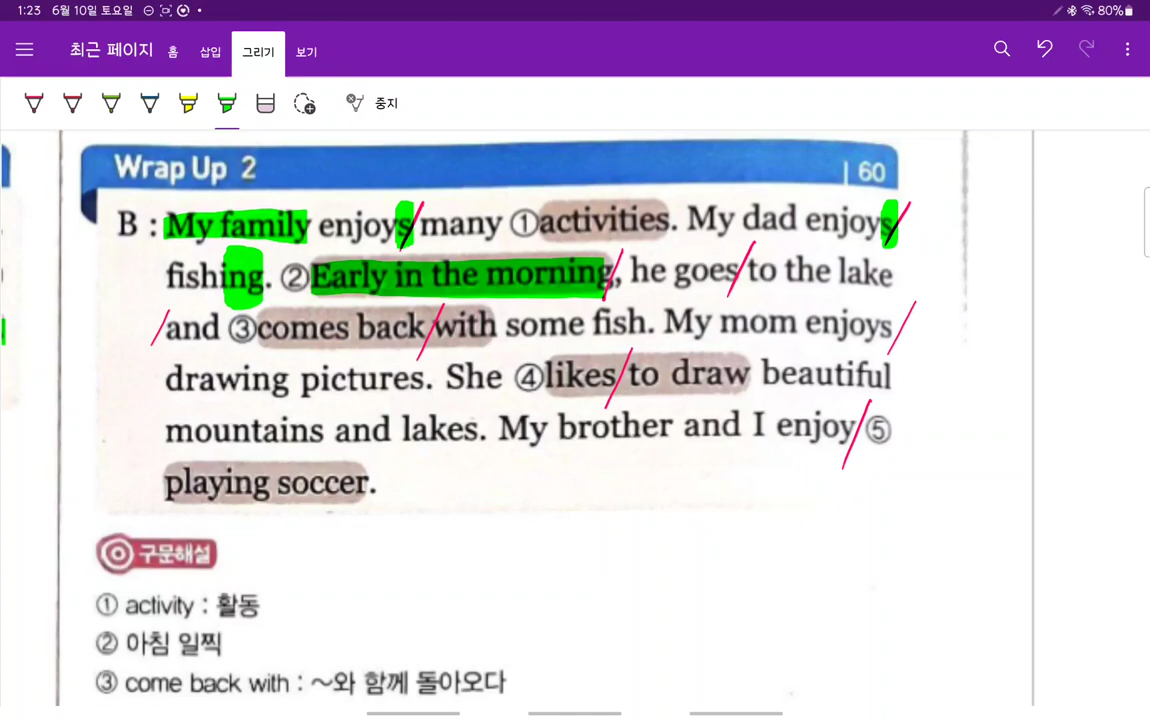 1:23 6월 10일 토요일 80%
최근 페이지 홈 삽입 그리기 보기
중지
Wrap Up 2 | 60
B : My family enjoys many ①activities. My dad enjoys
fishing. ②Early in the morning, he goes to the lake
and ③comes back with some fish. My mom enjoys
drawing pictures. She ④likes to draw beautiful
mountains and lakes. My brother and I enjoy ⑤
playing soccer.
구문해설
① activity : 활동
② 아침 일찍
③ come back with : ～와 함께 돌아오다